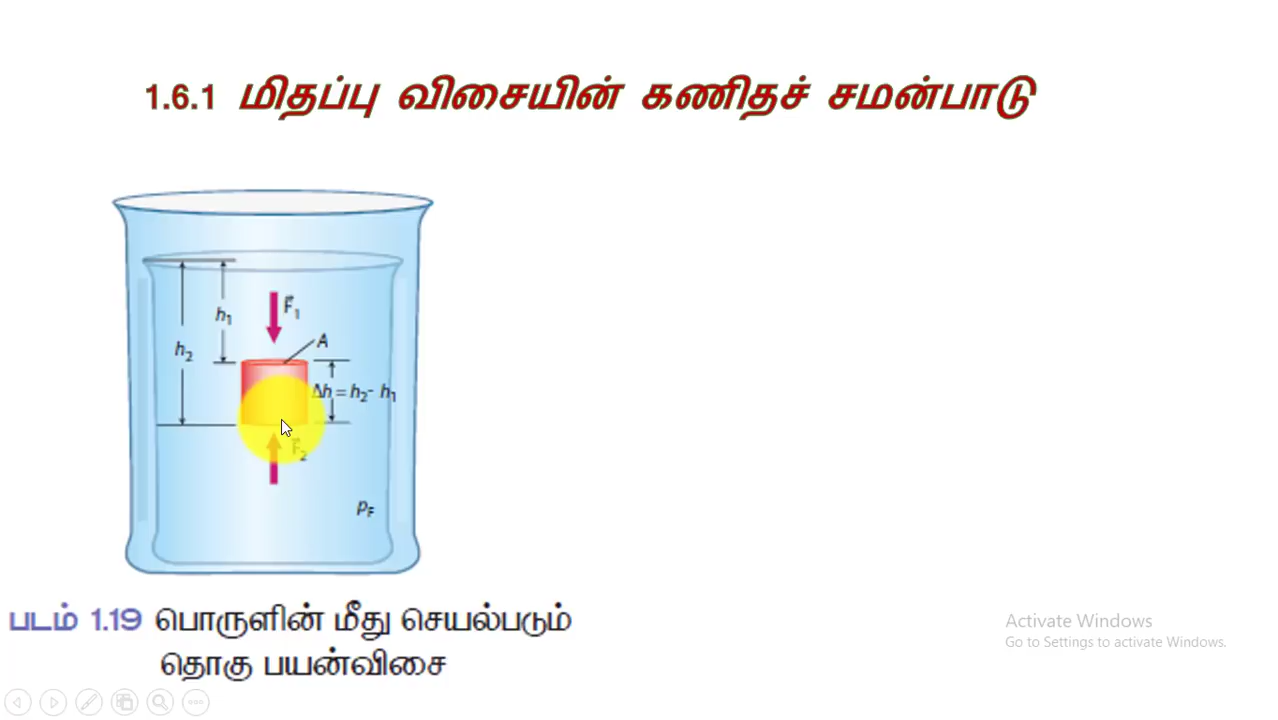 1.6.1 மிதப்பு விசையின் கணிதச் சமன்பாடு
F₁
h₁
A
h₂
Δh = h₂- h₁
F₂
ρF
படம் 1.19 பொருளின் மீது செயல்படும்
தொகு பயன்விசை
Activate Windows
Go to Settings to activate Windows.